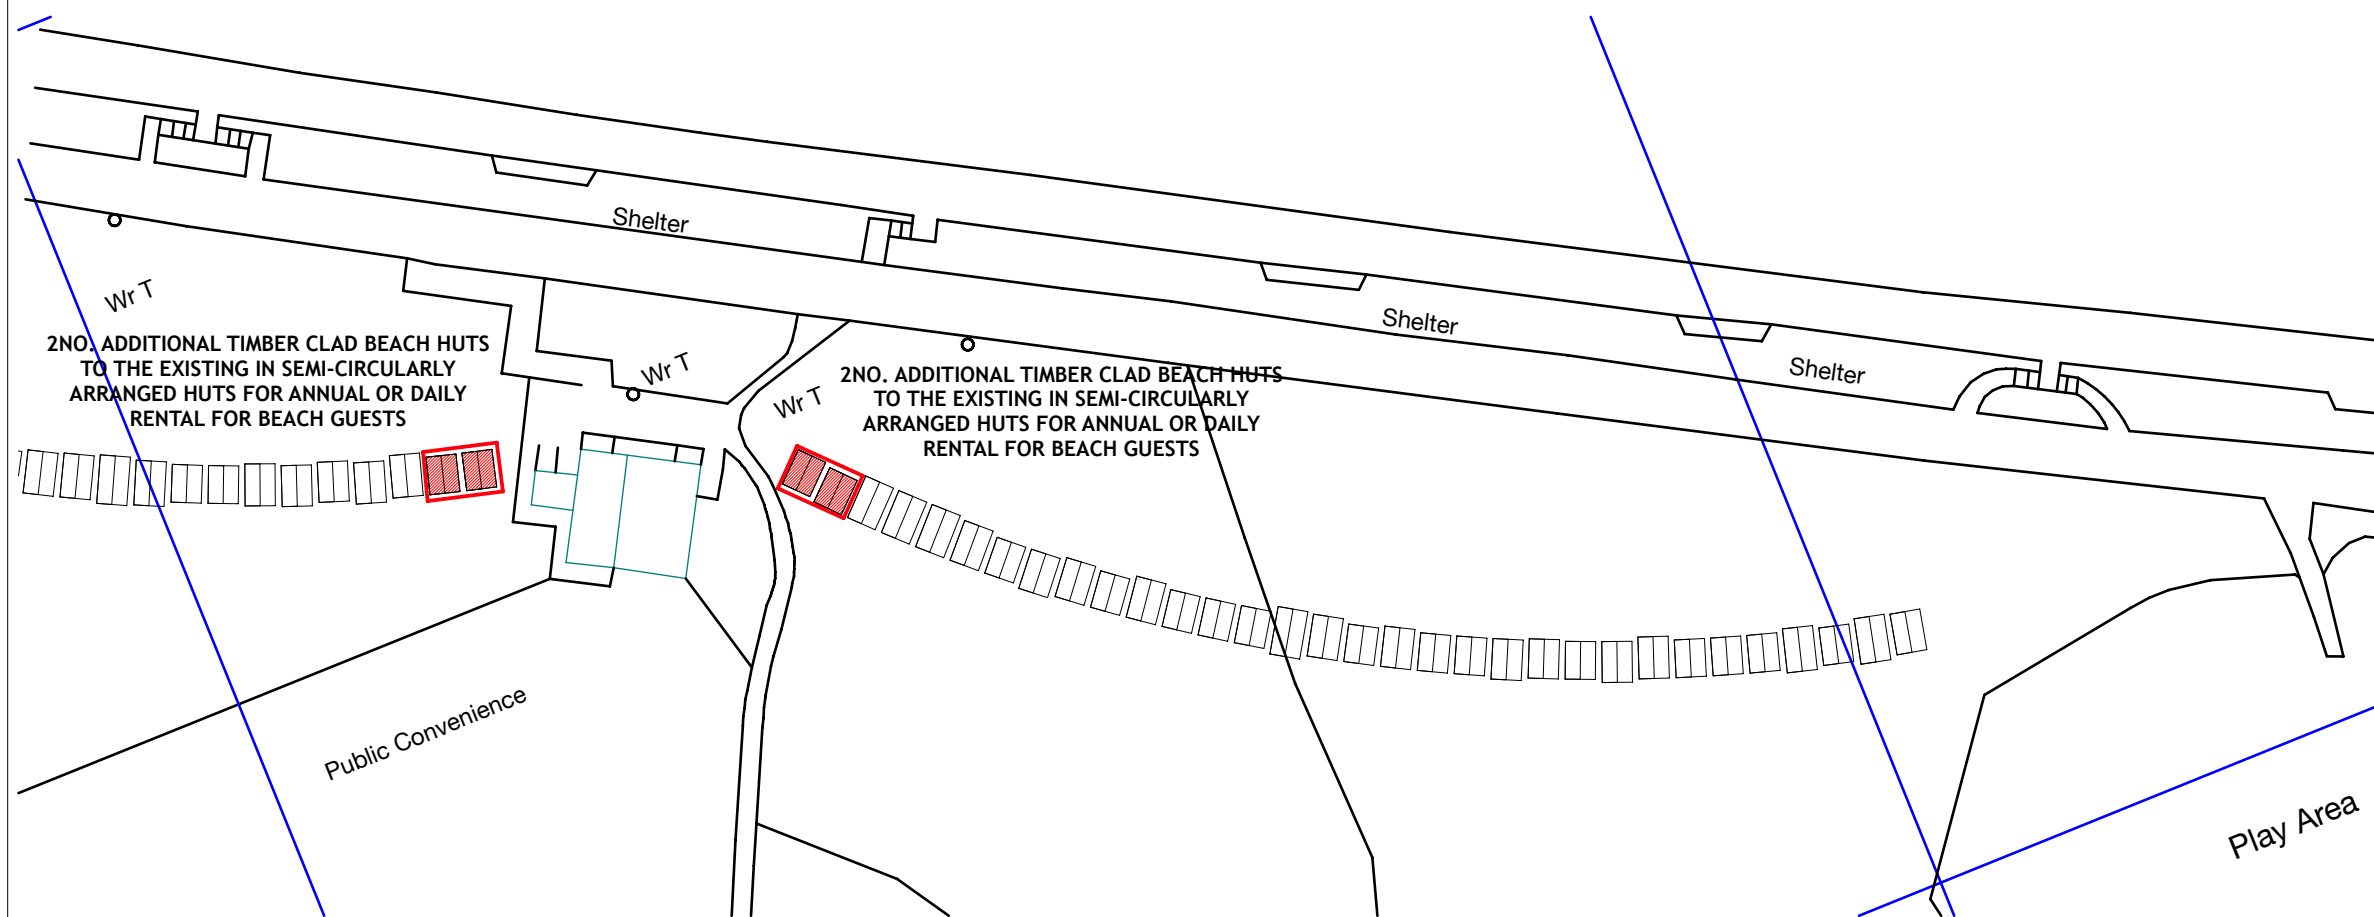 Shelter
Wr T
2NO. ADDITIONAL TIMBER CLAD BEACH HUTS
TO THE EXISTING IN SEMI-CIRCULARLY
ARRANGED HUTS FOR ANNUAL OR DAILY
RENTAL FOR BEACH GUESTS
Wr T
Wr T
2NO. ADDITIONAL TIMBER CLAD BEACH HUTS
TO THE EXISTING IN SEMI-CIRCULARLY
ARRANGED HUTS FOR ANNUAL OR DAILY
RENTAL FOR BEACH GUESTS
Shelter
Shelter
Public Convenience
Play Area